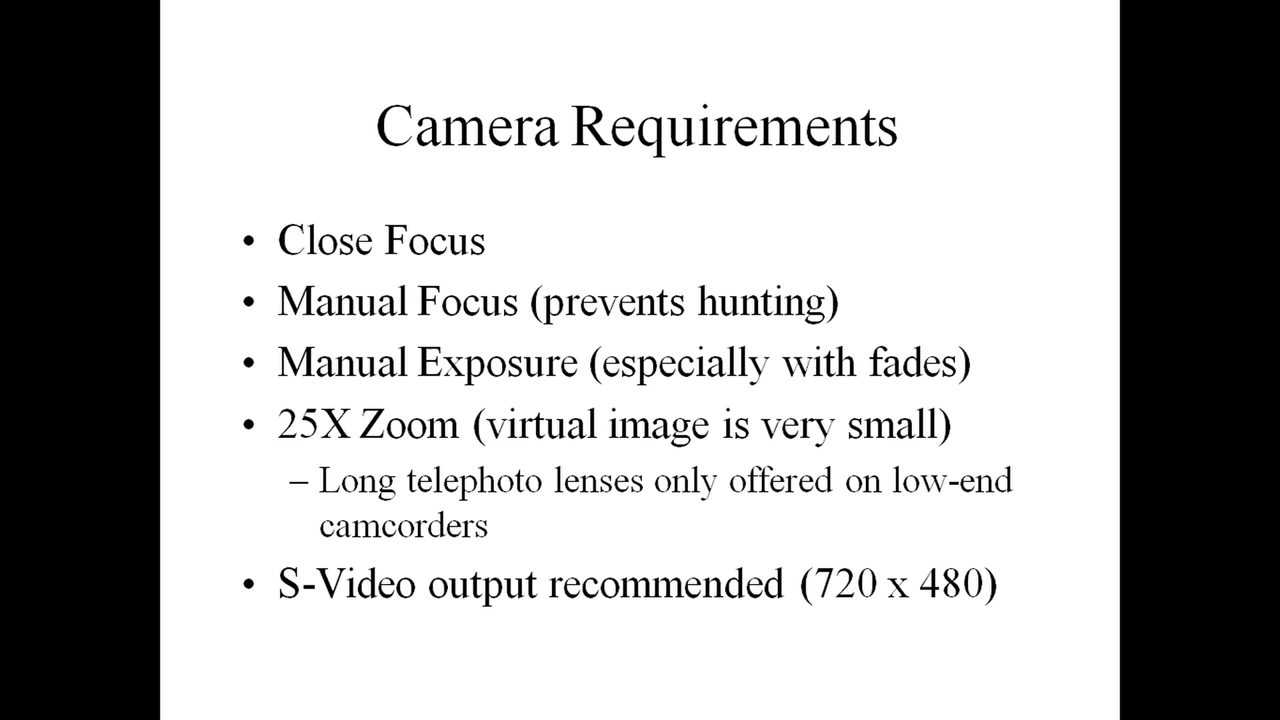 Camera Requirements
• Close Focus
• Manual Focus (prevents hunting)
• Manual Exposure (especially with fades)
• 25X Zoom (virtual image is very small)
– Long telephoto lenses only offered on low-end
camcorders
• S-Video output recommended (720 x 480)